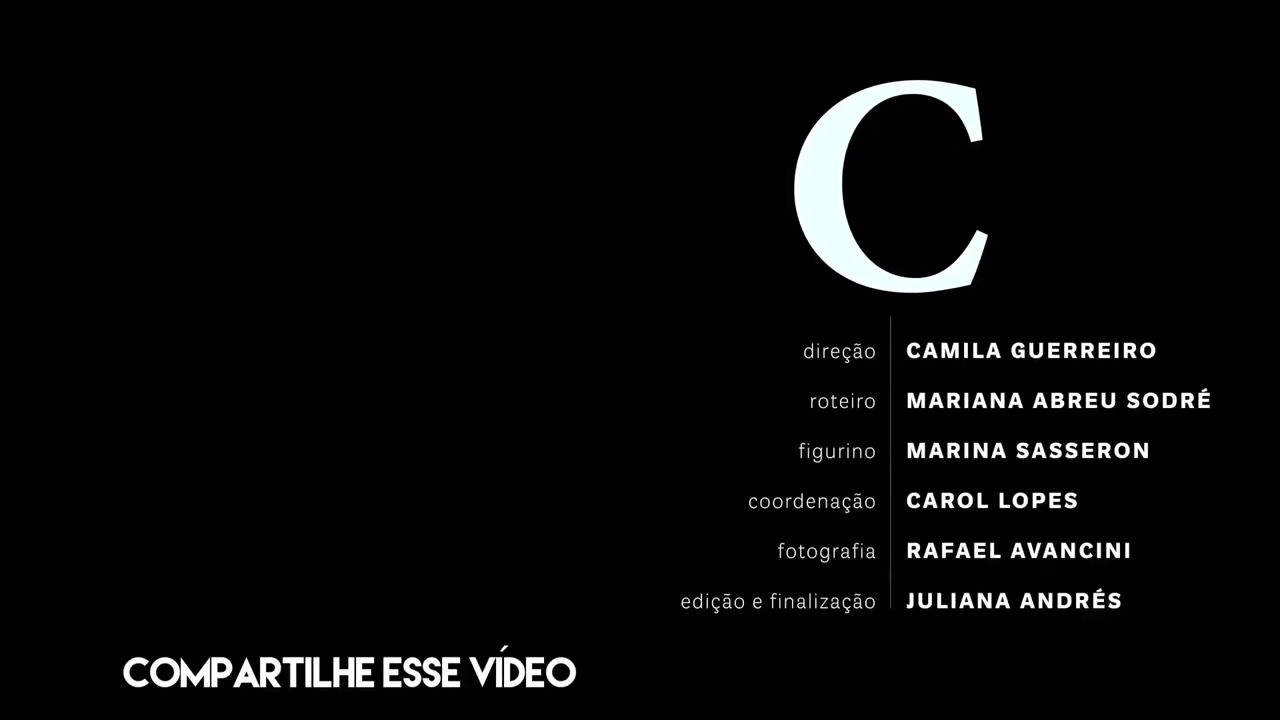 C
direção CAMILA GUERREIRO
roteiro MARIANA ABREU SODRÉ
figurino MARINA SASSERON
coordenação CAROL LOPES
fotografia RAFAEL AVANCINI
edição e finalização JULIANA ANDRÉS
COMPARTILHE ESSE VÍDEO